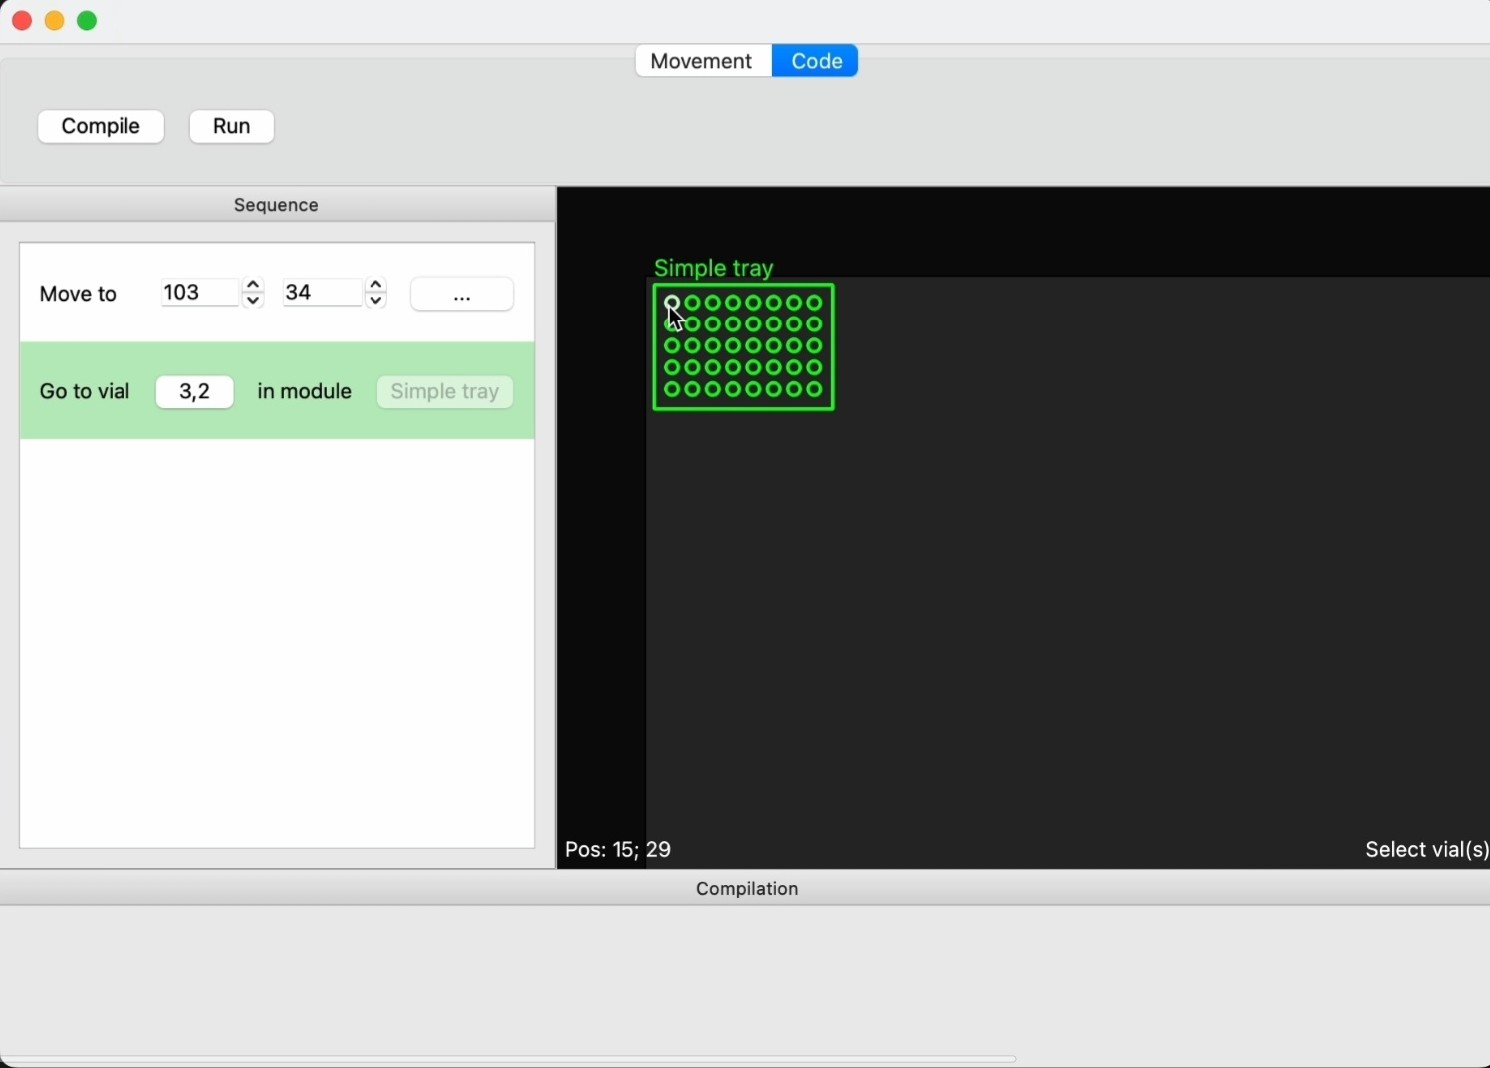 Movement Code
Compile Run
Sequence
Move to 103 34 ...
Go to vial 3,2 in module Simple tray
Simple tray
Pos: 15; 29
Select vial(s)
Compilation